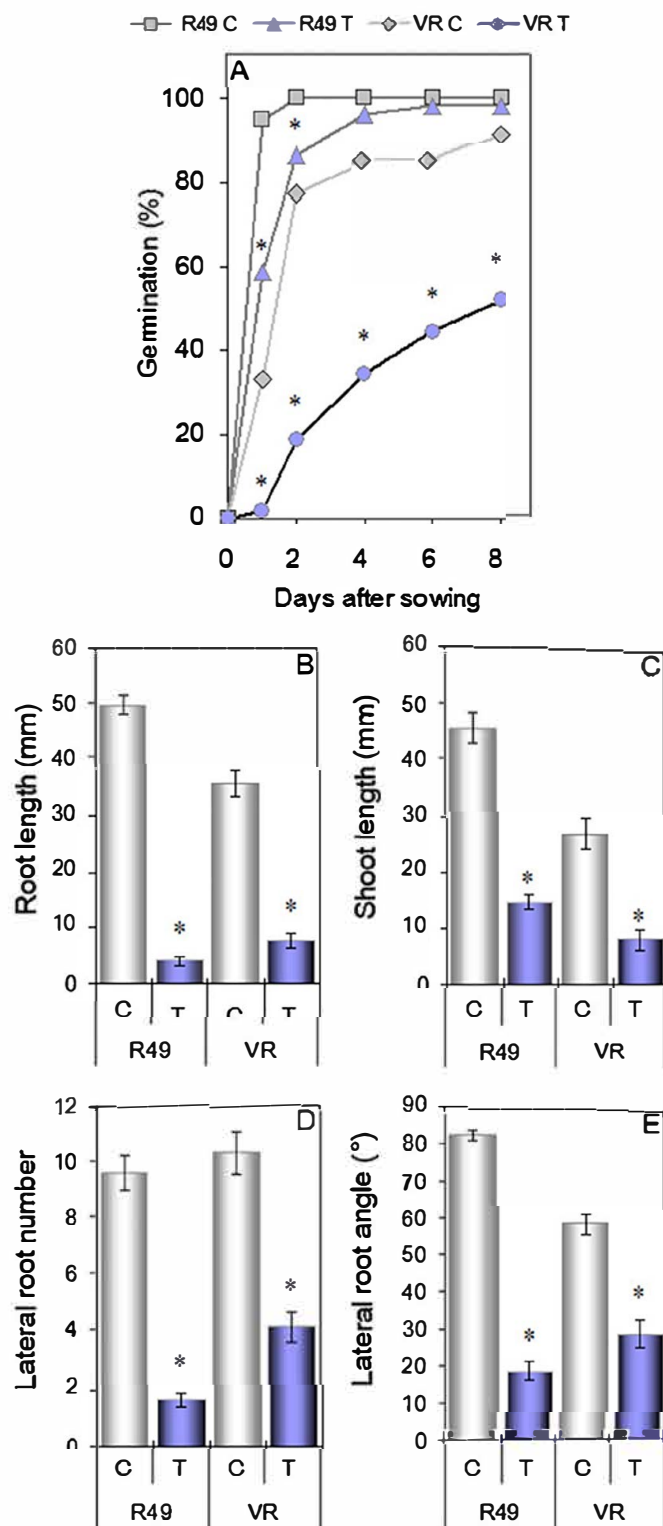 R49 C R49 T VR C VR T
A
100
80
60
40
20
0
Germination (%)
* * * * * * *
0 2 4 6 8
Days after sowing
B
60
50
40
30
20
10
0
Root length (mm)
* *
C T C T
R49 VR
C
60
50
40
30
20
10
0
Shoot length (mm)
* *
C T C T
R49 VR
D
12
10
8
6
4
2
0
Lateral root number
* *
C T C T
R49 VR
E
90
80
70
60
50
40
30
20
10
0
Lateral root angle (°)
* *
C T C T
R49 VR